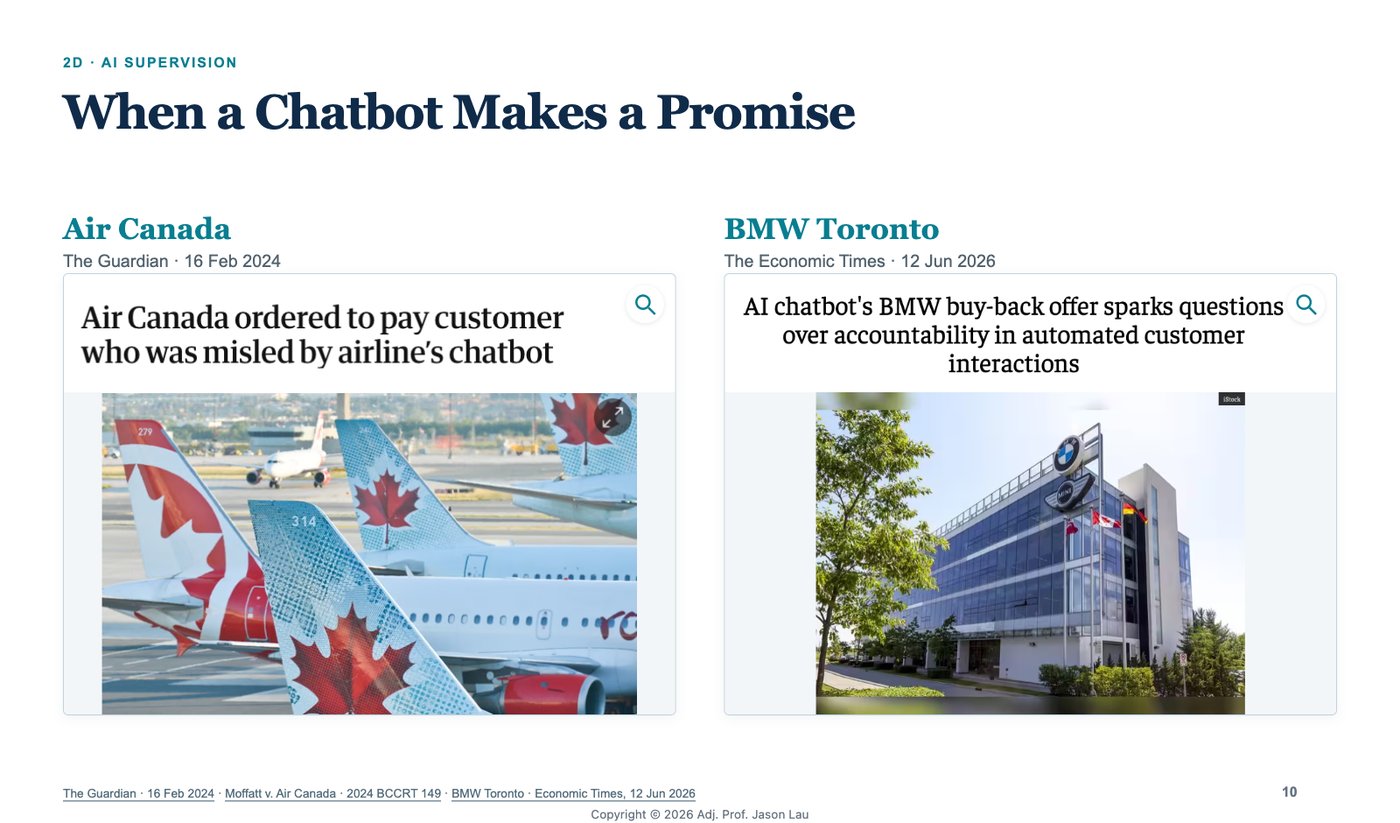 2D · AI SUPERVISION
When a Chatbot Makes a Promise
Air Canada
The Guardian · 16 Feb 2024
Air Canada ordered to pay customer
who was misled by airline’s chatbot
279
314
BMW Toronto
The Economic Times · 12 Jun 2026
AI chatbot's BMW buy-back offer sparks questions
over accountability in automated customer
interactions
iStock
MINI
The Guardian · 16 Feb 2024 · Moffatt v. Air Canada · 2024 BCCRT 149 · BMW Toronto · Economic Times, 12 Jun 2026
10
Copyright © 2026 Adj. Prof. Jason Lau